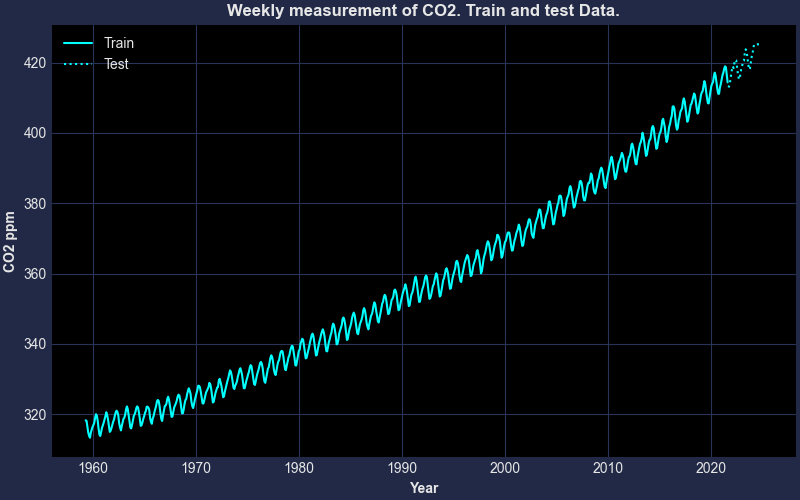 Weekly measurement of CO2. Train and test Data.
Train
Test
CO2 ppm
420
400
380
360
340
320
1960 1970 1980 1990 2000 2010 2020
Year